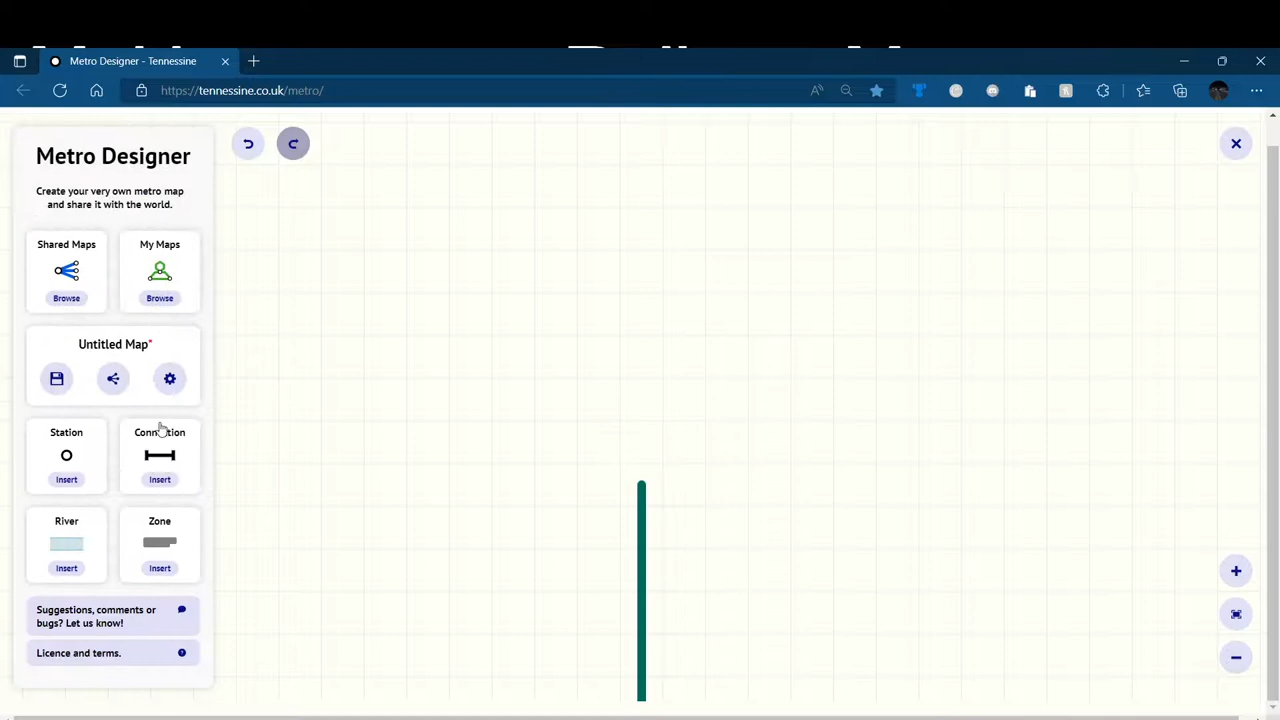 Metro Designer - Tennessine
https://tennessine.co.uk/metro/
Metro Designer
Create your very own metro map
and share it with the world.
Shared Maps
My Maps
Browse
Browse
Untitled Map*
Station
Connection
Insert
Insert
River
Zone
Insert
Insert
Suggestions, comments or
bugs? Let us know!
Licence and terms.